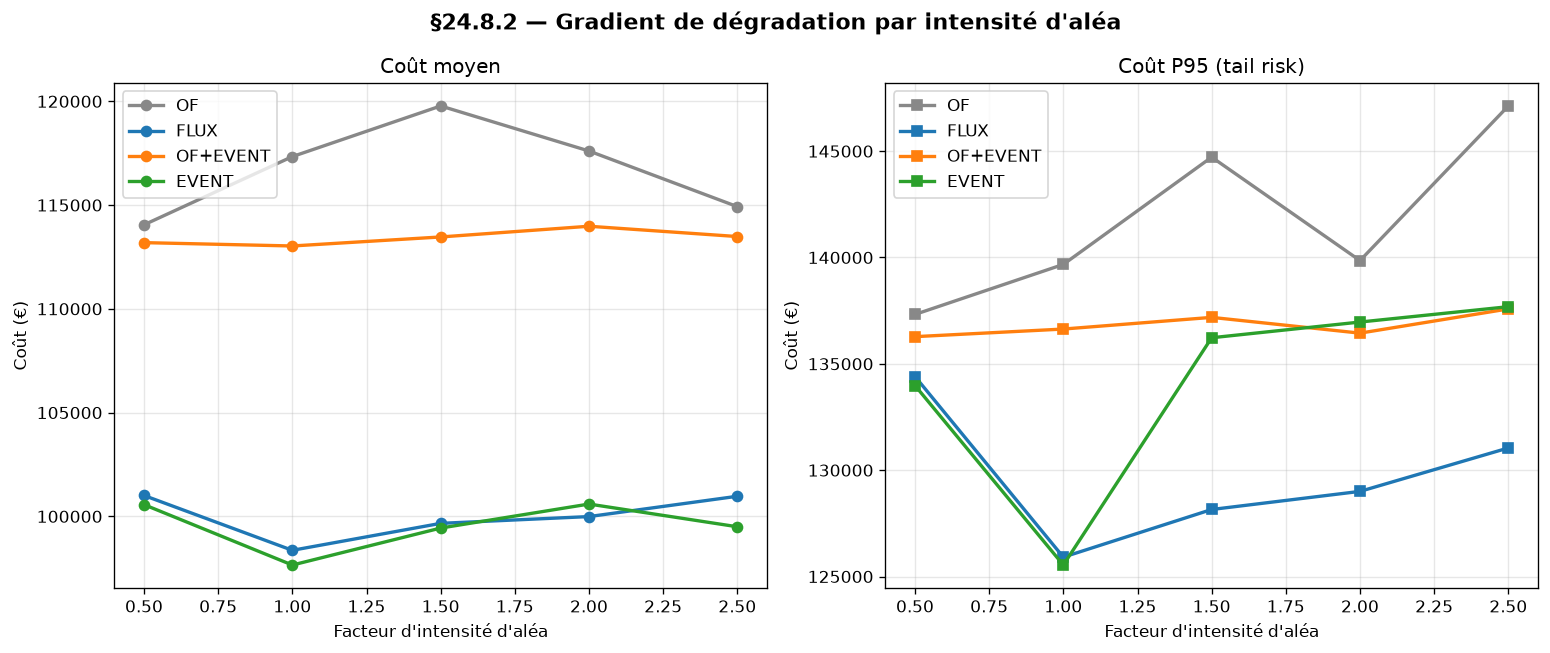 §24.8.2 — Gradient de dégradation par intensité d'aléa
Coût moyen
120000
115000
110000
105000
100000
Coût (€)
OF
FLUX
OF+EVENT
EVENT
0.50 0.75 1.00 1.25 1.50 1.75 2.00 2.25 2.50
Facteur d'intensité d'aléa
Coût P95 (tail risk)
145000
140000
135000
130000
125000
Coût (€)
OF
FLUX
OF+EVENT
EVENT
0.50 0.75 1.00 1.25 1.50 1.75 2.00 2.25 2.50
Facteur d'intensité d'aléa